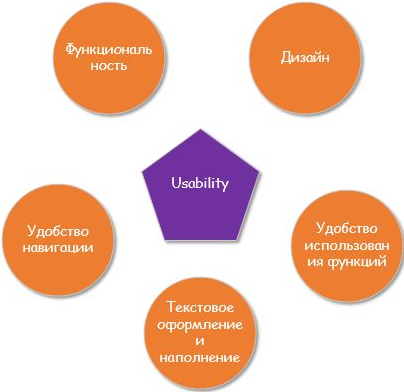 Функциональ
ность
Дизайн
Usability
Удобство
навигации
Удобство
использован
ия функций
Текстовое
оформление
и
наполнение